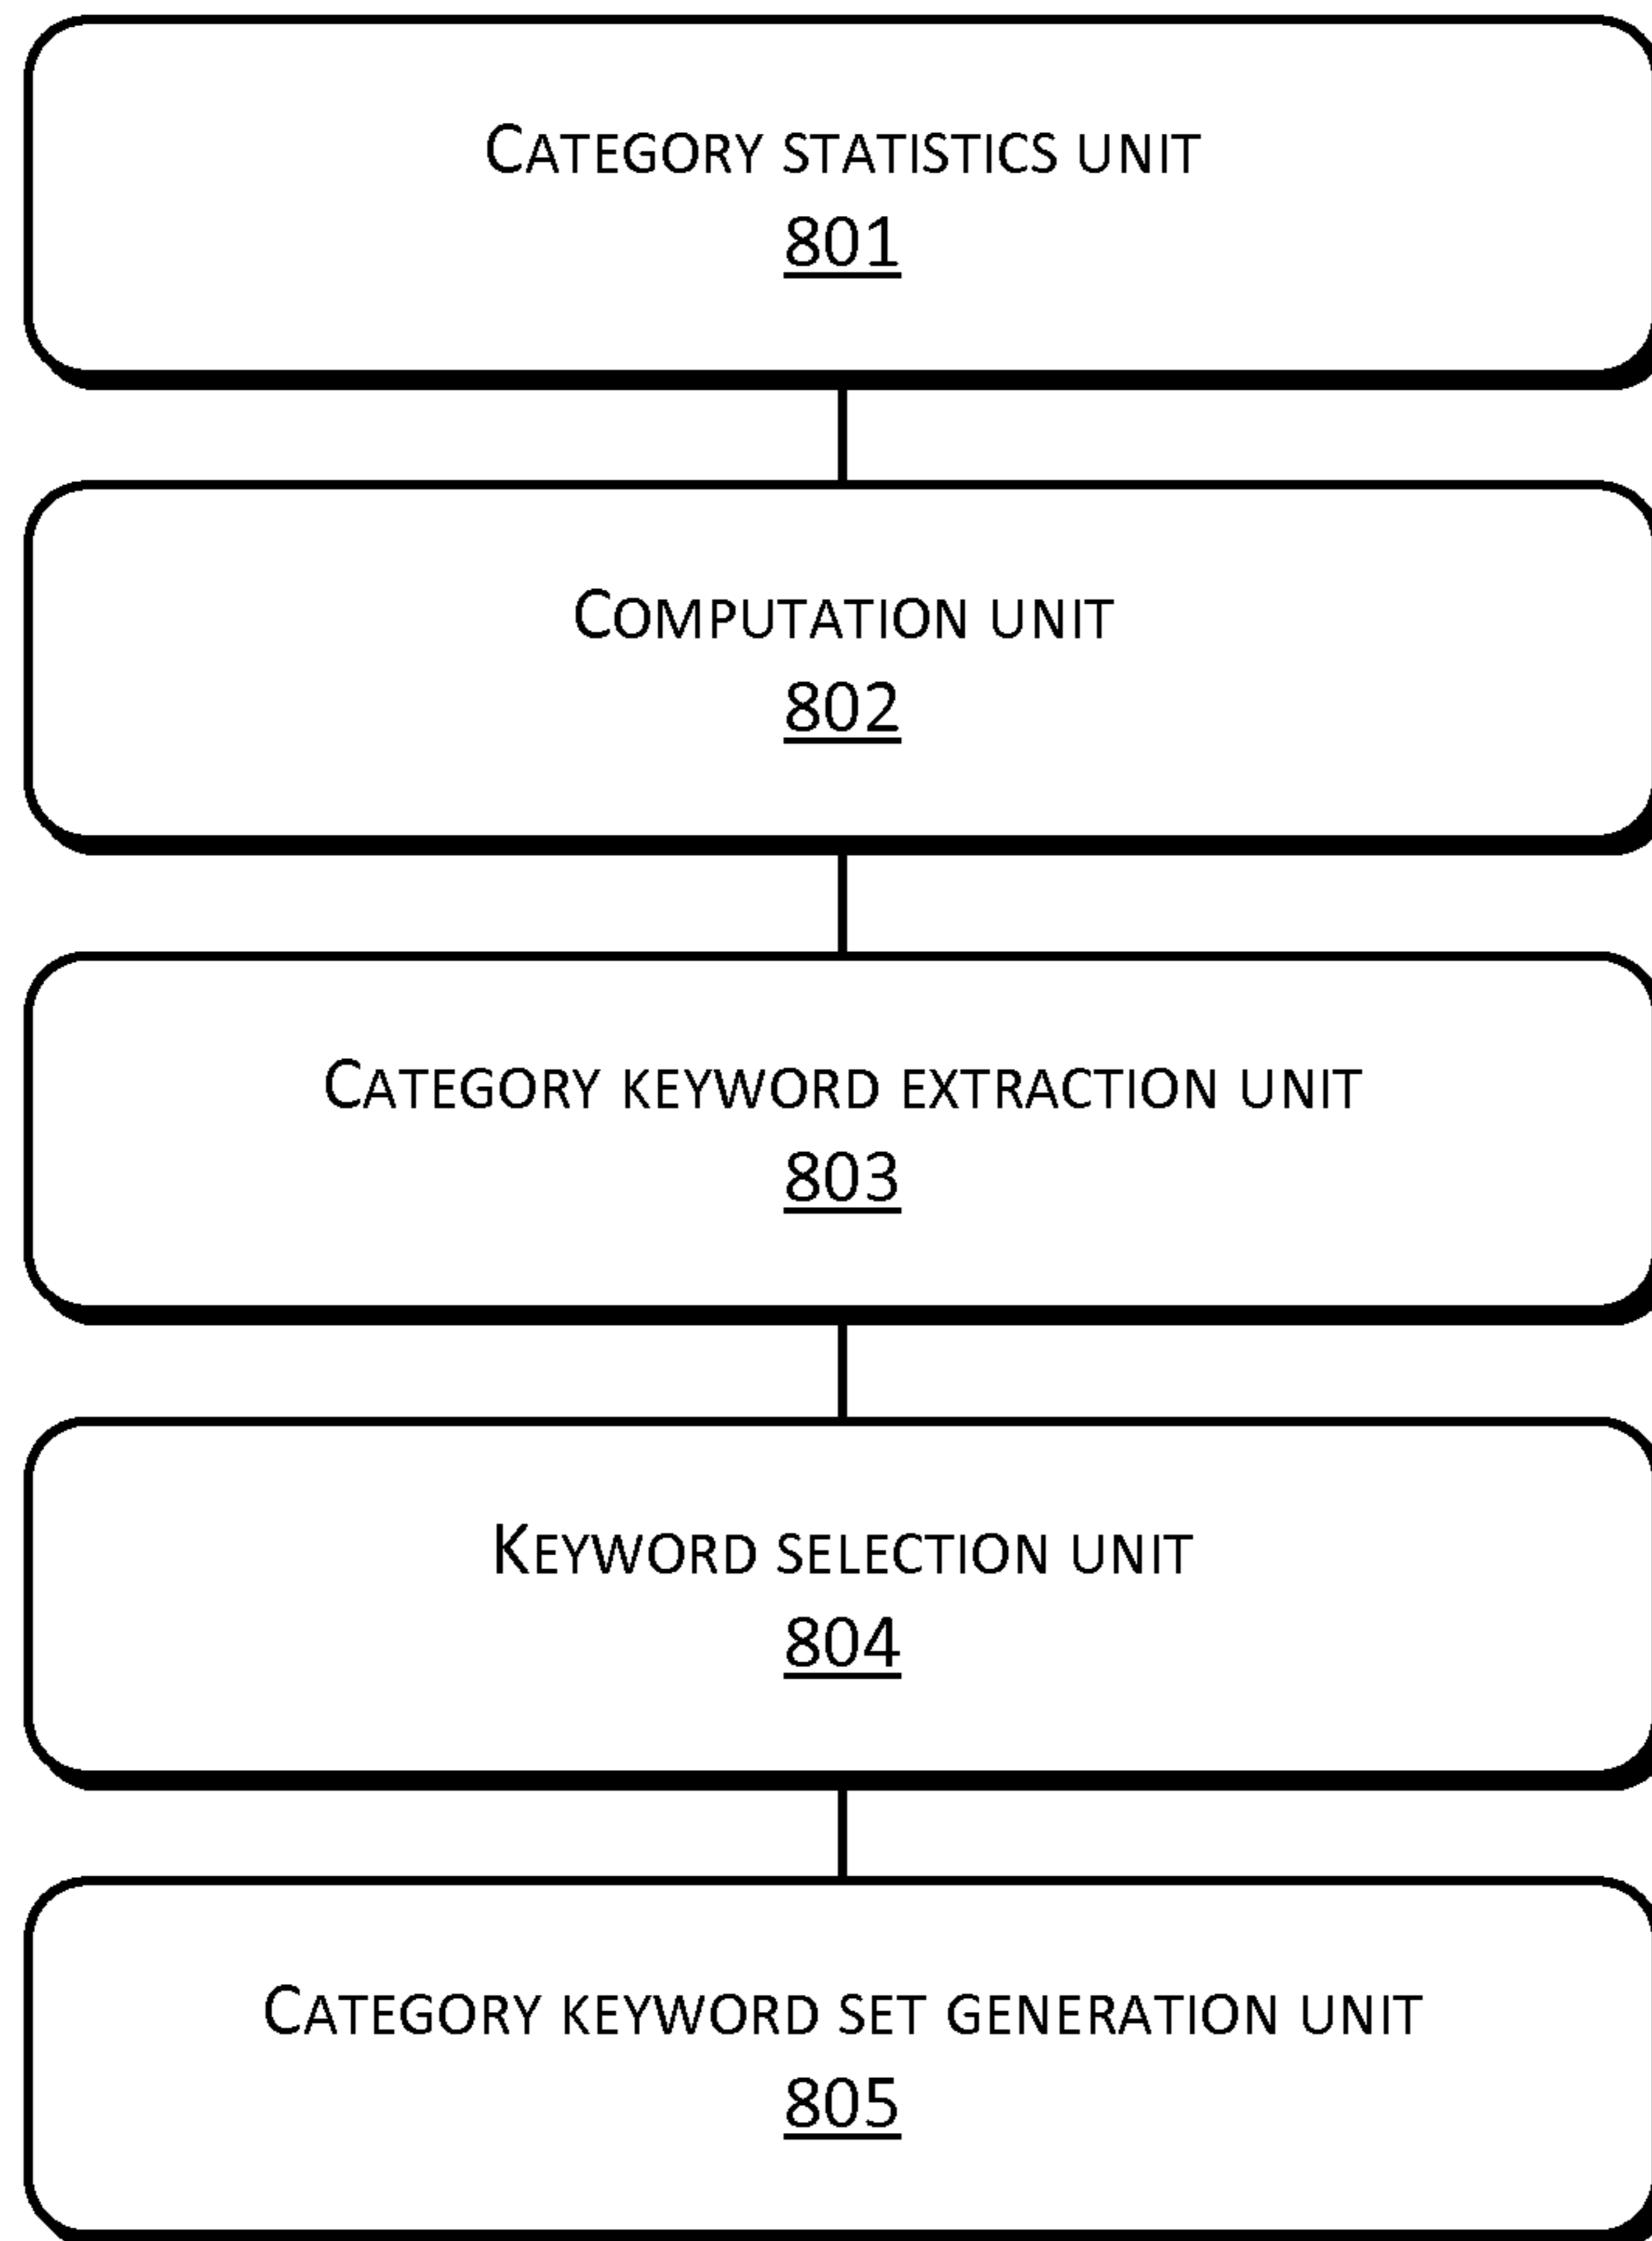 Category statistics unit
801
Computation unit
802
Category keyword extraction unit
803
Keyword selection unit
804
Category keyword set generation unit
805